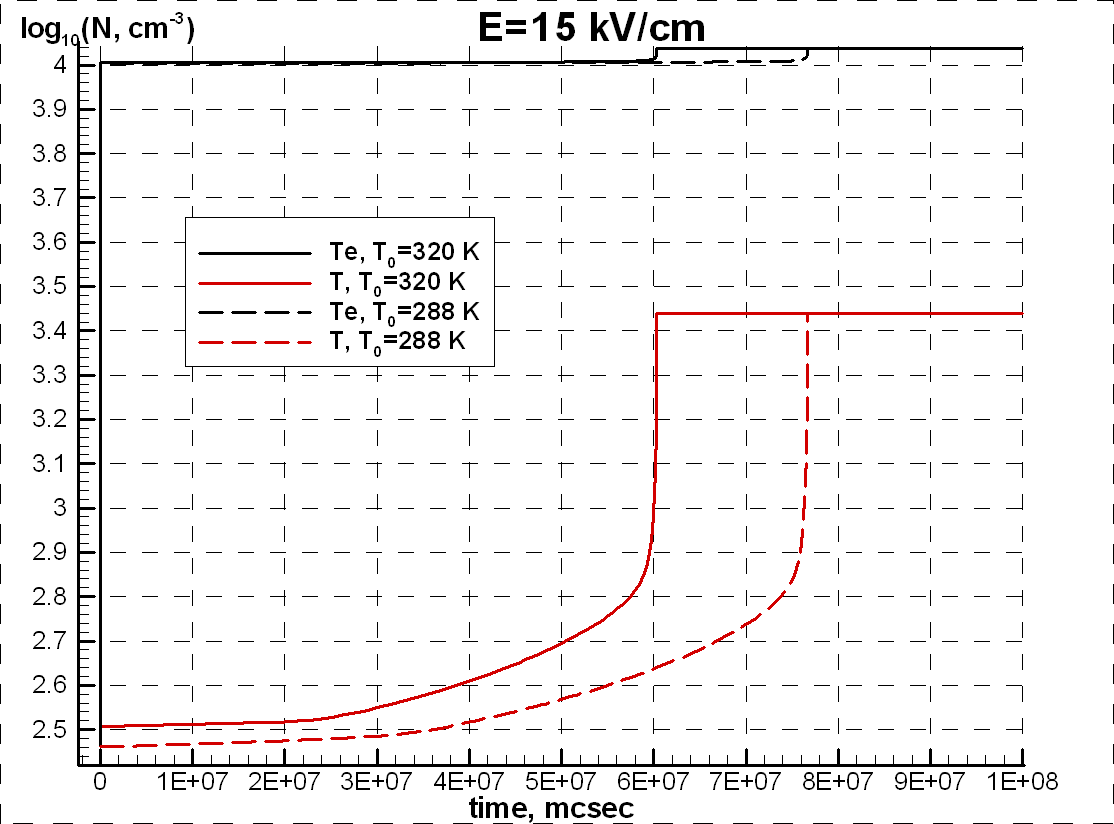 E=15 kV/cm
log₁₀(N, cm⁻³)
4
3.9
3.8
3.7
3.6
3.5
3.4
3.3
3.2
3.1
3
2.9
2.8
2.7
2.6
2.5
Te, T₀=320 K
T, T₀=320 K
Te, T₀=288 K
T, T₀=288 K
0 1E+07 2E+07 3E+07 4E+07 5E+07 6E+07 7E+07 8E+07 9E+07 1E+08
time, mcsec